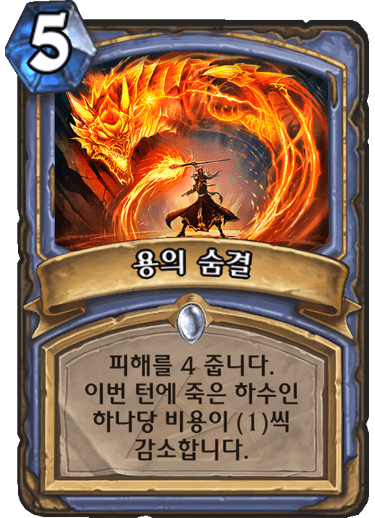 5
용의 숨결
피해를 4 줍니다.
이번 턴에 죽은 하수인
하나당 비용이 (1)씩
감소합니다.